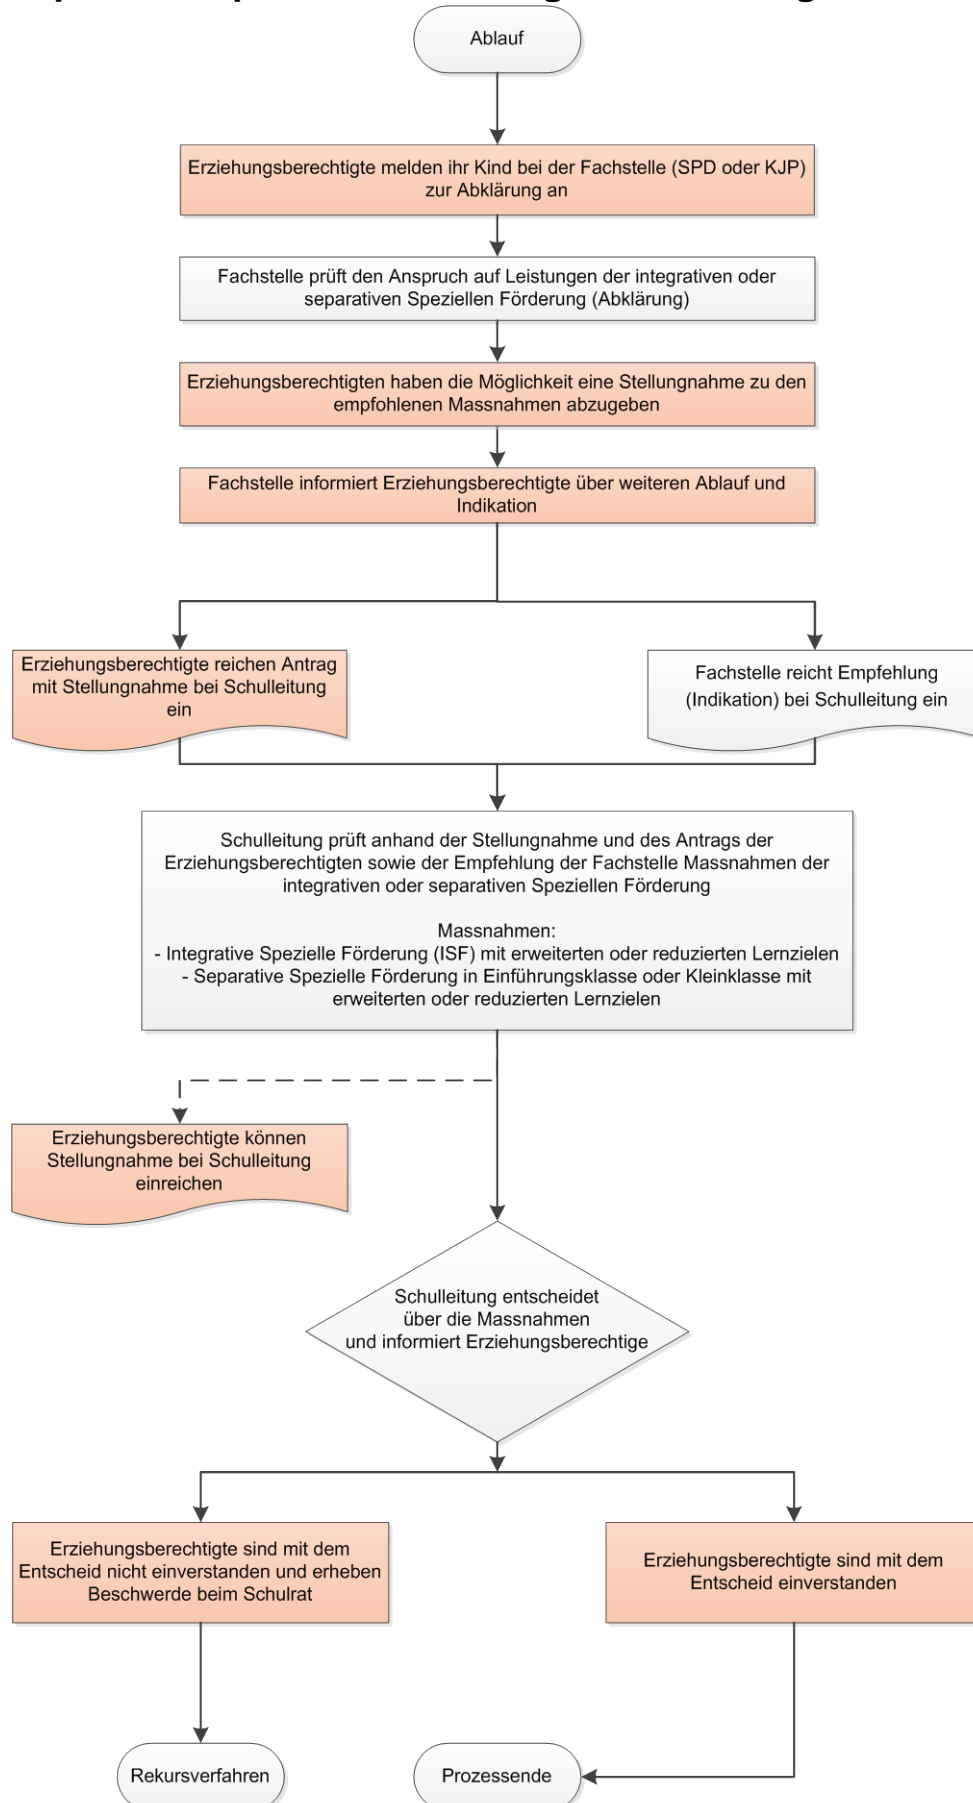 Ablauf
Erziehungsberechtigte melden ihr Kind bei der Fachstelle (SPD oder KJP)
zur Abklärung an
Fachstelle prüft den Anspruch auf Leistungen der integrativen oder
separativen Speziellen Förderung (Abklärung)
Erziehungsberechtigten haben die Möglichkeit eine Stellungnahme zu den
empfohlenen Massnahmen abzugeben
Fachstelle informiert Erziehungsberechtigte über weiteren Ablauf und
Indikation
Erziehungsberechtigte reichen Antrag
mit Stellungnahme bei Schulleitung
ein
Fachstelle reicht Empfehlung
(Indikation) bei Schulleitung ein
Schulleitung prüft anhand der Stellungnahme und des Antrags der
Erziehungsberechtigten sowie der Empfehlung der Fachstelle Massnahmen der
integrativen oder separativen Speziellen Förderung
Massnahmen:
- Integrative Spezielle Förderung (ISF) mit erweiterten oder reduzierten Lernzielen
- Separative Spezielle Förderung in Einführungsklasse oder Kleinklasse mit
erweiterten oder reduzierten Lernzielen
Erziehungsberechtigte können
Stellungnahme bei Schulleitung
einreichen
Schulleitung entscheidet
über die Massnahmen
und informiert Erziehungsberechtige
Erziehungsberechtigte sind mit dem
Entscheid nicht einverstanden und erheben
Beschwerde beim Schulrat
Erziehungsberechtigte sind mit dem
Entscheid einverstanden
Rekursverfahren
Prozessende